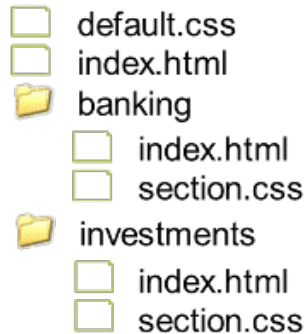 default.css
index.html
banking
index.html
section.css
investments
index.html
section.css